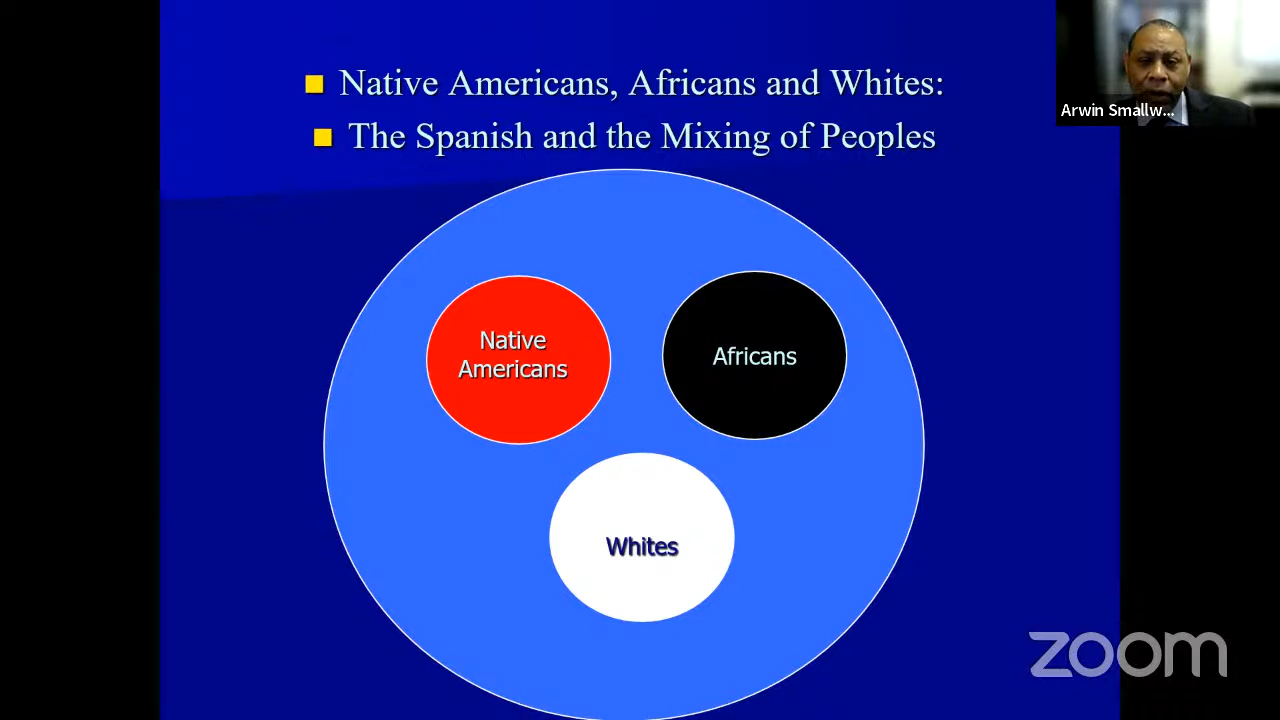 Native Americans, Africans and Whites:
The Spanish and the Mixing of Peoples
Arwin Smallw...
Native
Americans
Africans
Whites
zoom